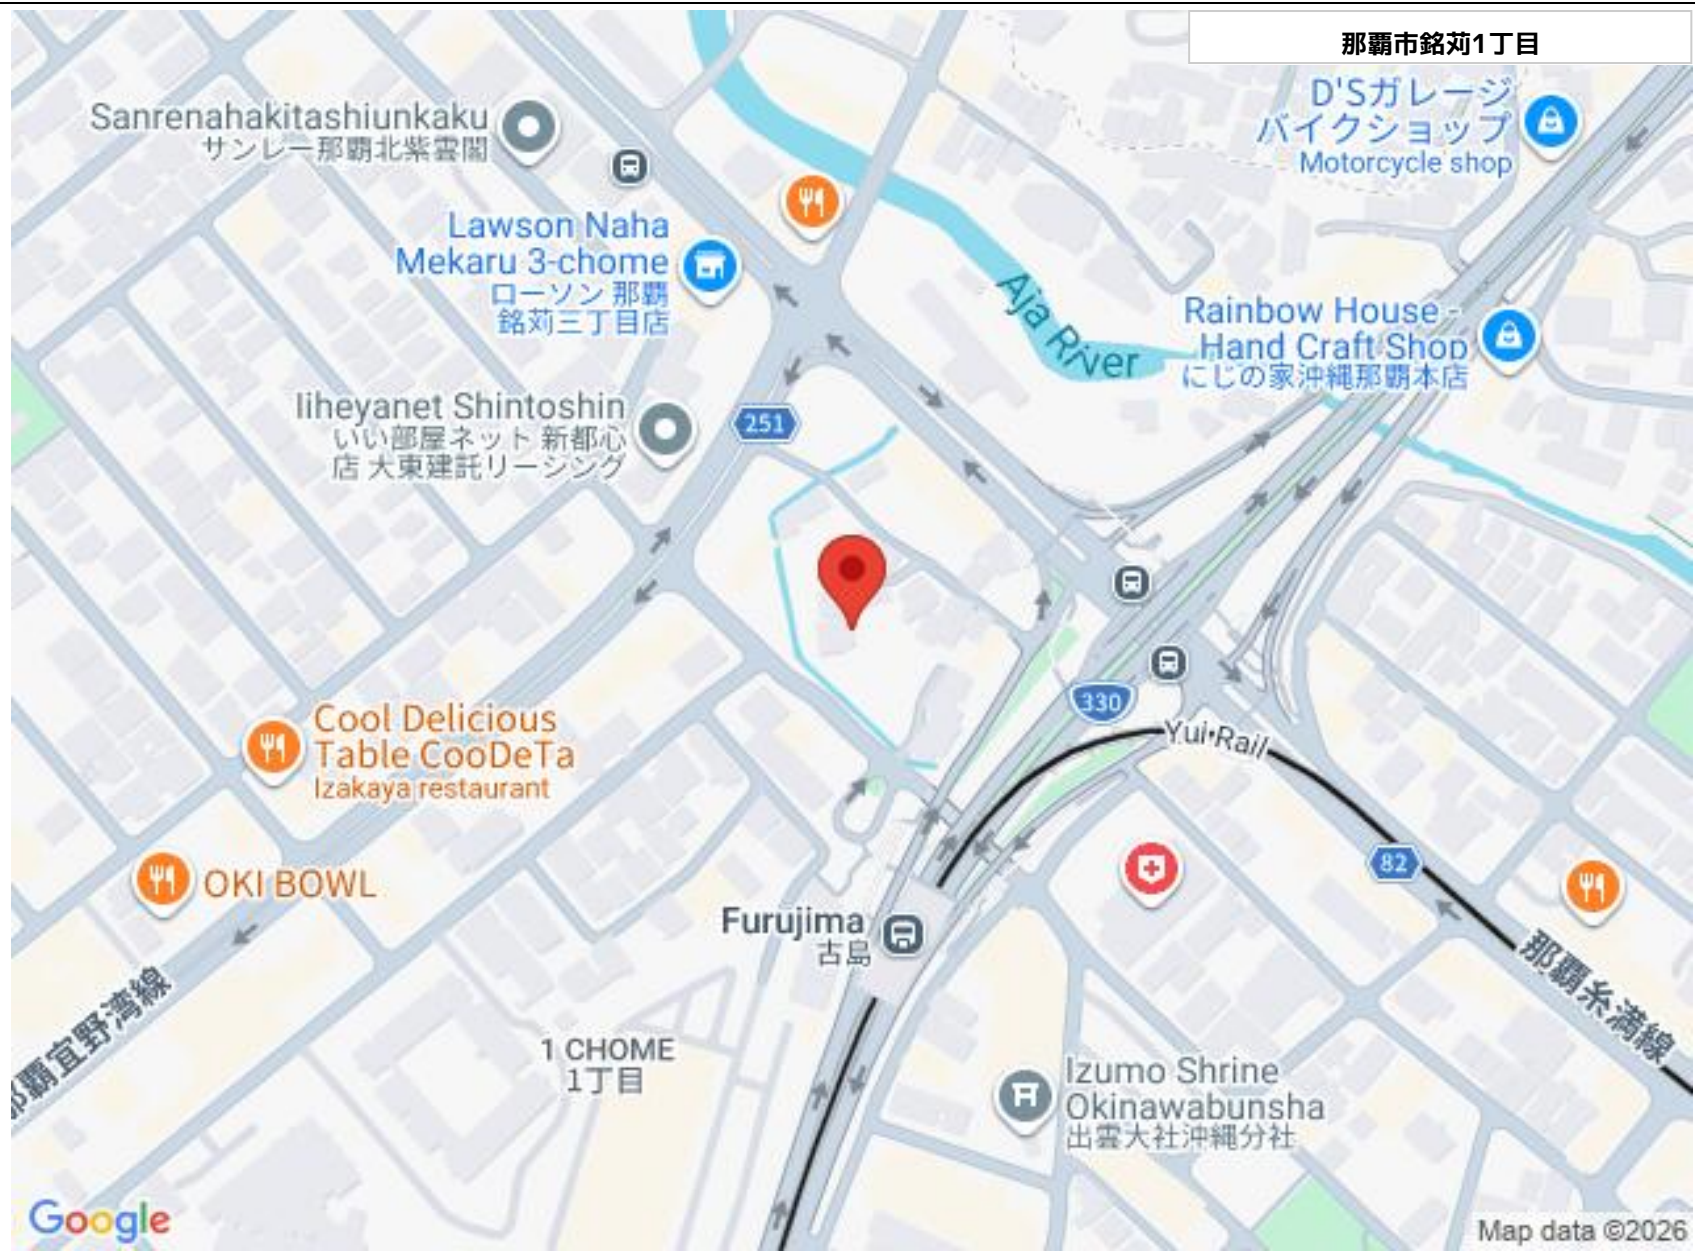 那覇市銘苅1丁目
D'Sガレージ
バイクショップ
Motorcycle shop
Sanrenahakitashiunkaku
サンレー那覇北紫雲閣
Lawson Naha
Mekaru 3-chome
ローソン 那覇
銘苅三丁目店
Aja River
Rainbow House -
Hand Craft Shop
にじの家沖縄那覇本店
Iiheyanet Shintoshin
いい部屋ネット 新都心
店 大東建託リーシング
251
330
Yui•Rail
Cool Delicious
Table CooDeTa
Izakaya restaurant
OKI BOWL
82
Furujima
古島
那覇糸満線
那覇宜野湾線
1 CHOME
1丁目
Izumo Shrine
Okinawabunsha
出雲大社沖縄分社
Google
Map data ©2026